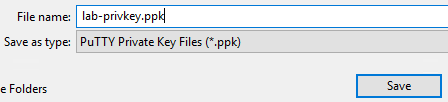 File name: lab-privkey.ppk
Save as type: PuTTY Private Key Files (*.ppk)
e Folders
Save